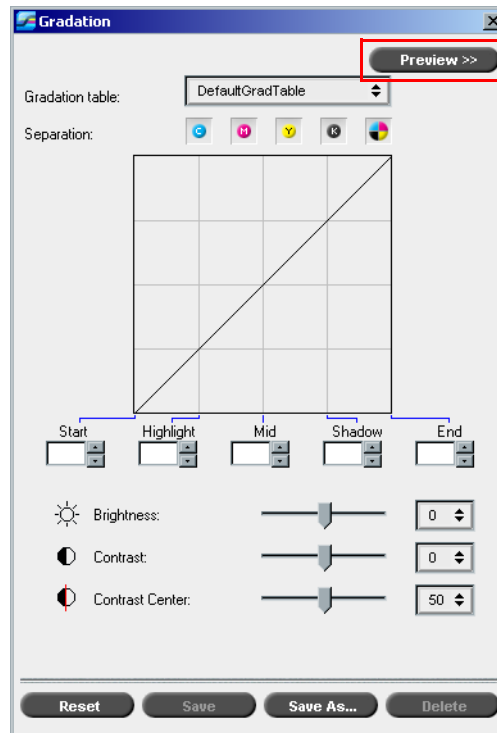 Gradation
Preview >>
Gradation table: DefaultGradTable
Separation: C M Y K
Start Highlight Mid Shadow End
Brightness: 0
Contrast: 0
Contrast Center: 50
Reset Save Save As... Delete